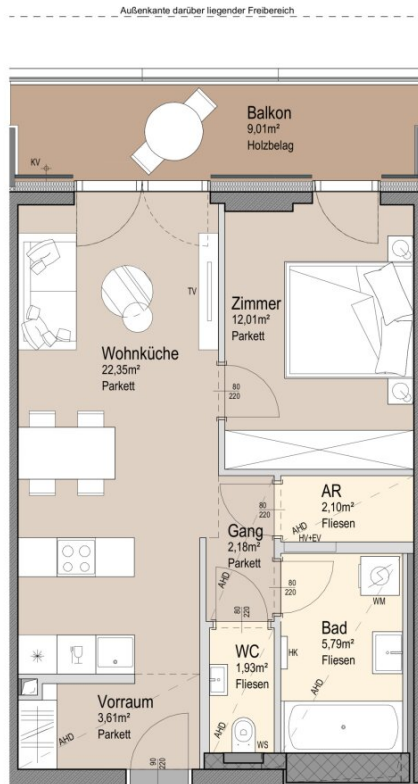 Außenkante darüber liegender Freibereich
Balkon
9,01m²
Holzbelag
KV
TV
Zimmer
12,01m²
Parkett
Wohnküche
22,35m²
Parkett
80
220
AR
2,10m²
Fliesen
AHD
HV+EV
80
220
Gang
2,18m²
Parkett
AHD
80
220
80
220
WM
Bad
5,79m²
Fliesen
HK
AHD
WC
1,93m²
Fliesen
AHD
WS
Vorraum
3,61m²
Parkett
AHD
90
220